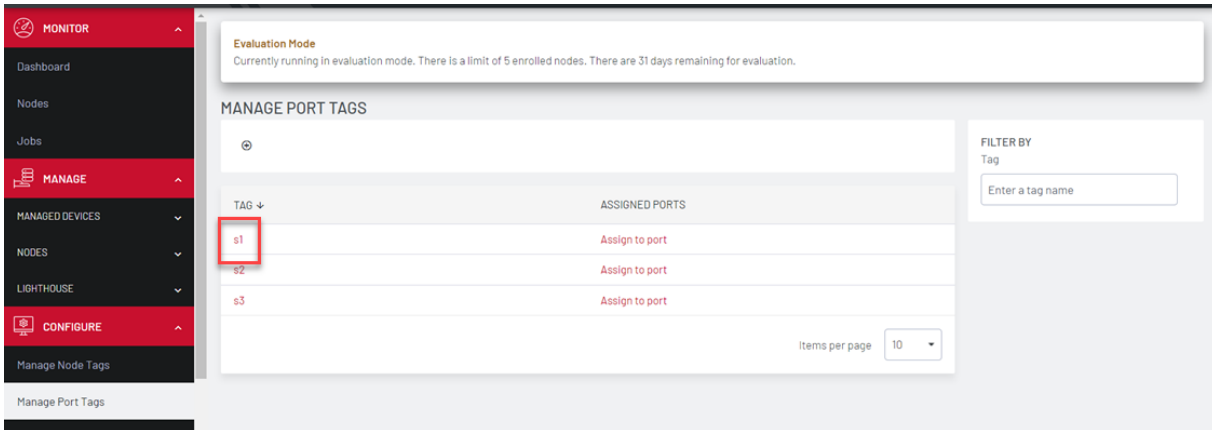 MONITOR
Dashboard
Nodes
Jobs
MANAGE
MANAGED DEVICES
NODES
LIGHTHOUSE
CONFIGURE
Manage Node Tags
Manage Port Tags
Evaluation Mode
Currently running in evaluation mode. There is a limit of 5 enrolled nodes. There are 31 days remaining for evaluation.
MANAGE PORT TAGS
TAG ASSIGNED PORTS
s1 Assign to port
s2 Assign to port
s3 Assign to port
Items per page 10
FILTER BY
Tag
Enter a tag name